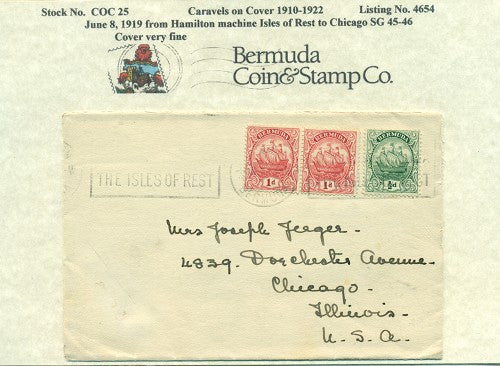 Stock No. COC 25 Caravels on Cover 1910-1922 Listing No. 4654
June 8, 1919 from Hamilton machine Isles of Rest to Chicago SG 45-46
Cover very fine
Bermuda
Coin&Stamp Co.
BERMUDA BERMUDA BERMUDA
1d 1d ½d
THE ISLES OF REST
Mrs Joseph Jeeger.
4839. Dorchester Avenue.
Chicago.
Illinois.
U.S.A.